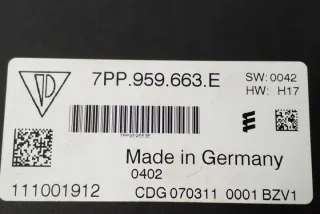 7PP.959.663.E
SW: 0042
HW: H17
Made in Germany
0402
111001912
CDG 070311 0001 BZV1